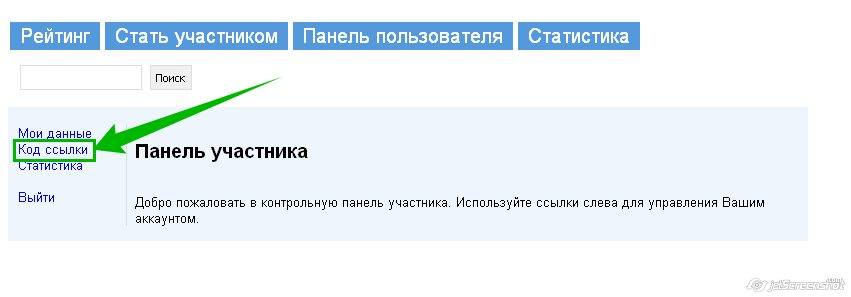 Рейтинг Стать участником Панель пользователя Статистика
Поиск
Мои данные
Код ссылки
Статистика
Выйти
Панель участника
Добро пожаловать в контрольную панель участника. Используйте ссылки слева для управления Вашим
аккаунтом.
jetScreenshot.com